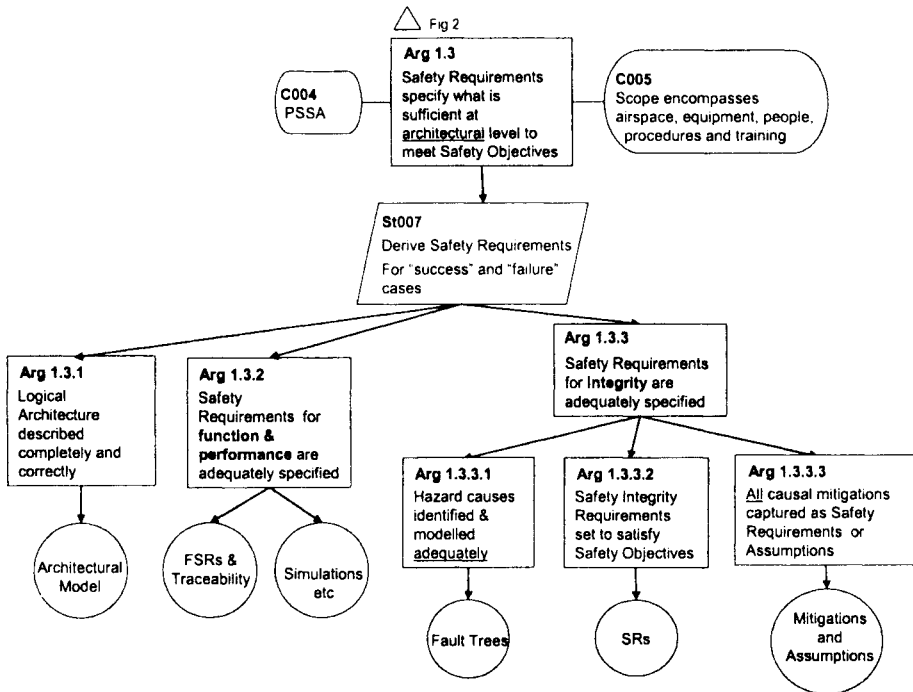 Fig 2
Arg 1.3
Safety Requirements
specify what is
sufficient at
architectural level to
meet Safety Objectives
C004
PSSA
C005
Scope encompasses
airspace, equipment, people,
procedures and training
St007
Derive Safety Requirements
For "success" and "failure"
cases
Arg 1.3.1
Logical
Architecture
described
completely and
correctly
Arg 1.3.2
Safety
Requirements for
function &
performance are
adequately specified
Arg 1.3.3
Safety Requirements
for Integrity are
adequately specified
Arg 1.3.3.1
Hazard causes
identified &
modelled
adequately
Arg 1.3.3.2
Safety Integrity
Requirements
set to satisfy
Safety Objectives
Arg 1.3.3.3
All causal mitigations
captured as Safety
Requirements or
Assumptions
Architectural
Model
FSRs &
Traceability
Simulations
etc
Fault Trees
SRs
Mitigations
and
Assumptions